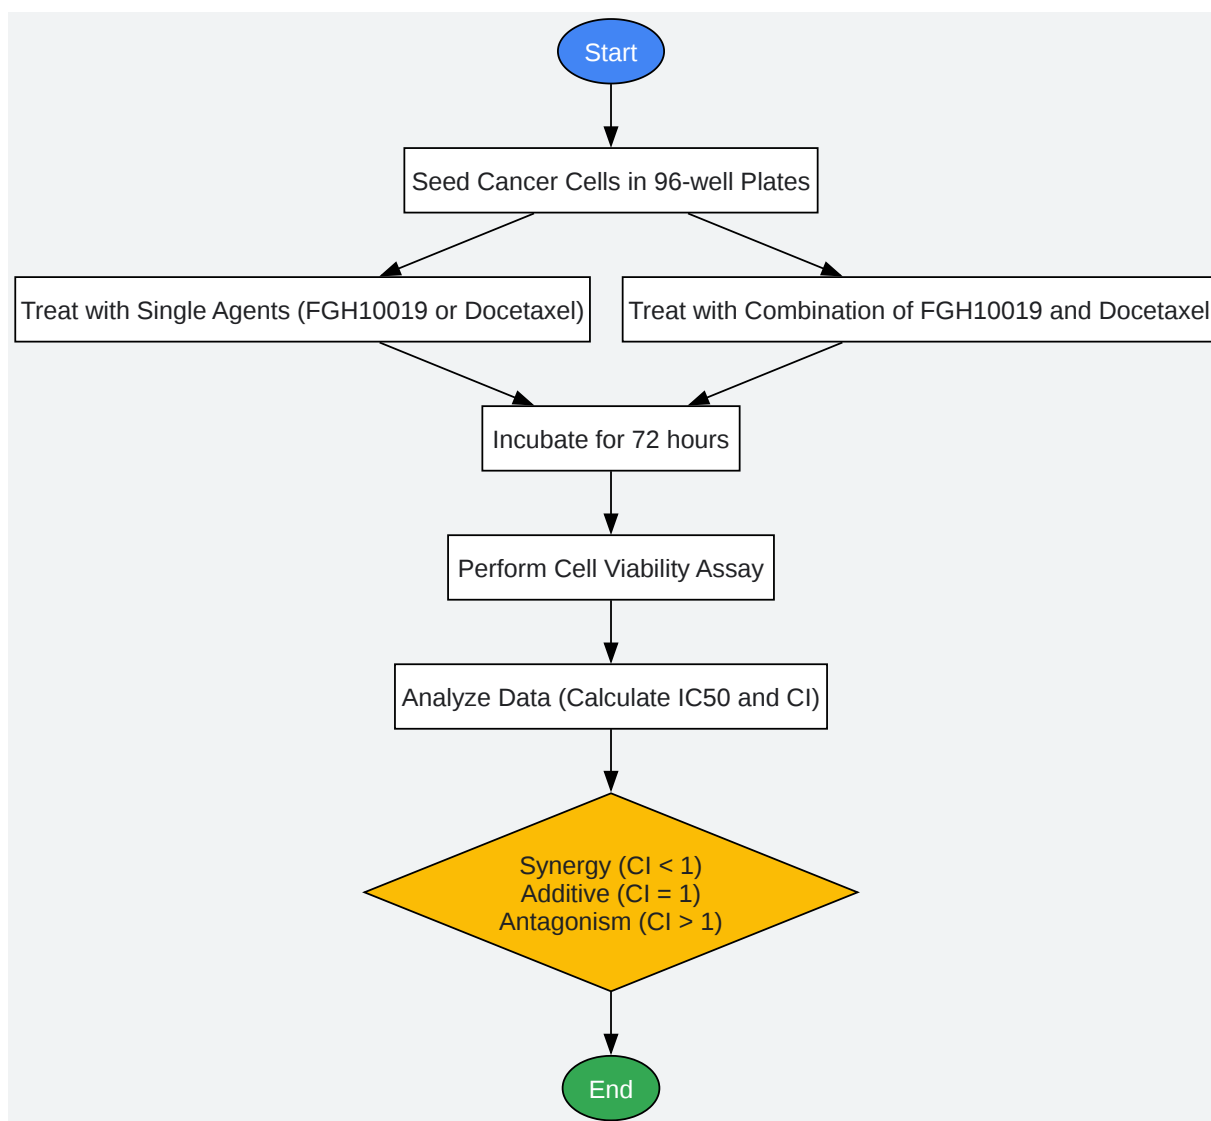 Start
Seed Cancer Cells in 96-well Plates
Treat with Single Agents (FGH10019 or Docetaxel)
Treat with Combination of FGH10019 and Docetaxel
Incubate for 72 hours
Perform Cell Viability Assay
Analyze Data (Calculate IC50 and CI)
Synergy (CI < 1)
Additive (CI = 1)
Antagonism (CI > 1)
End